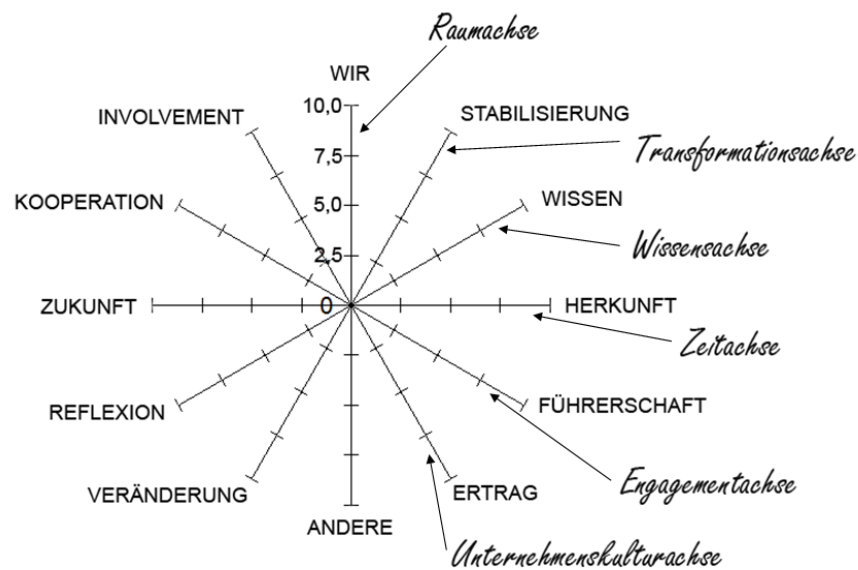 Raumachse
WIR
INVOLVEMENT
10,0
STABILISIERUNG
7,5
Transformationsachse
KOOPERATION
5,0
WISSEN
2,5
Wissensachse
ZUKUNFT
0
HERKUNFT
Zeitachse
REFLEXION
FÜHRERSCHAFT
VERÄNDERUNG
ERTRAG
Engagementachse
ANDERE
Unternehmenskulturachse